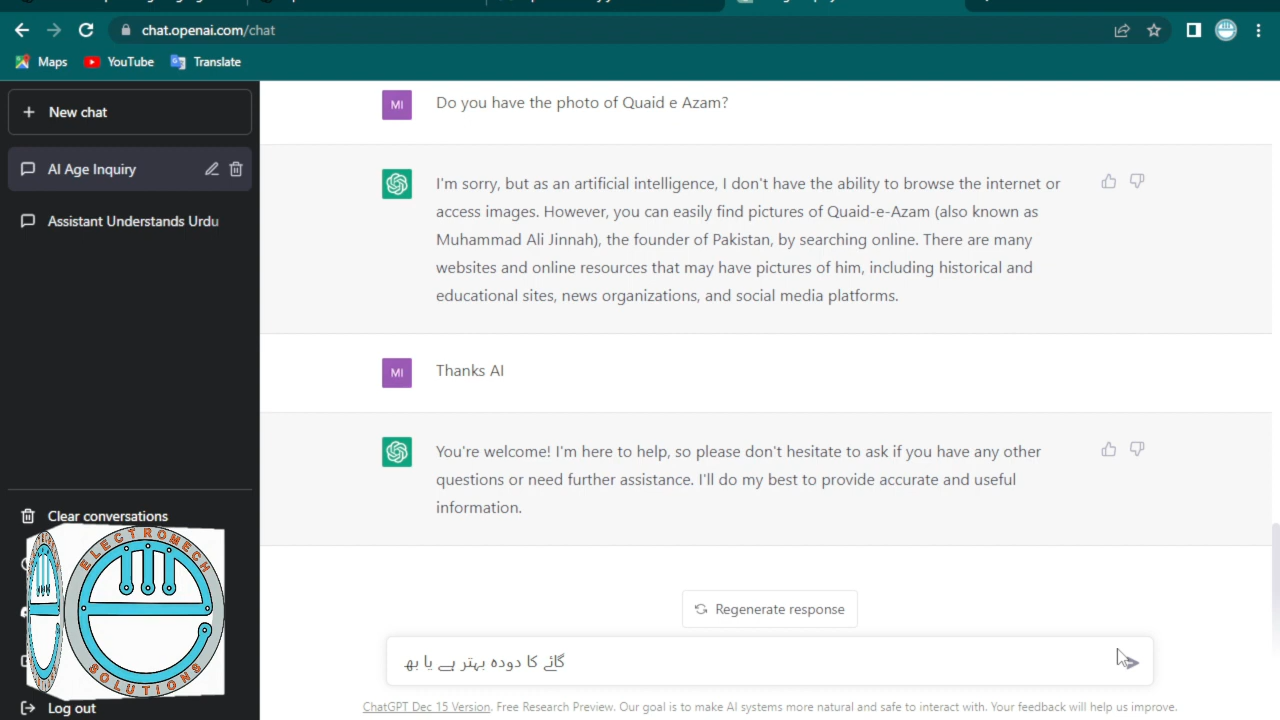 chat.openai.com/chat
Maps
YouTube
Translate
New chat
AI Age Inquiry
Assistant Understands Urdu
Clear conversations
Log out
ELECTROMECH
SOLUTIONS
MI
Do you have the photo of Quaid e Azam?
I'm sorry, but as an artificial intelligence, I don't have the ability to browse the internet or
access images. However, you can easily find pictures of Quaid-e-Azam (also known as
Muhammad Ali Jinnah), the founder of Pakistan, by searching online. There are many
websites and online resources that may have pictures of him, including historical and
educational sites, news organizations, and social media platforms.
MI
Thanks AI
You're welcome! I'm here to help, so please don't hesitate to ask if you have any other
questions or need further assistance. I'll do my best to provide accurate and useful
information.
Regenerate response
گائے کا دودھ بہتر ہے یا بھ
ChatGPT Dec 15 Version. Free Research Preview. Our goal is to make AI systems more natural and safe to interact with. Your feedback will help us improve.